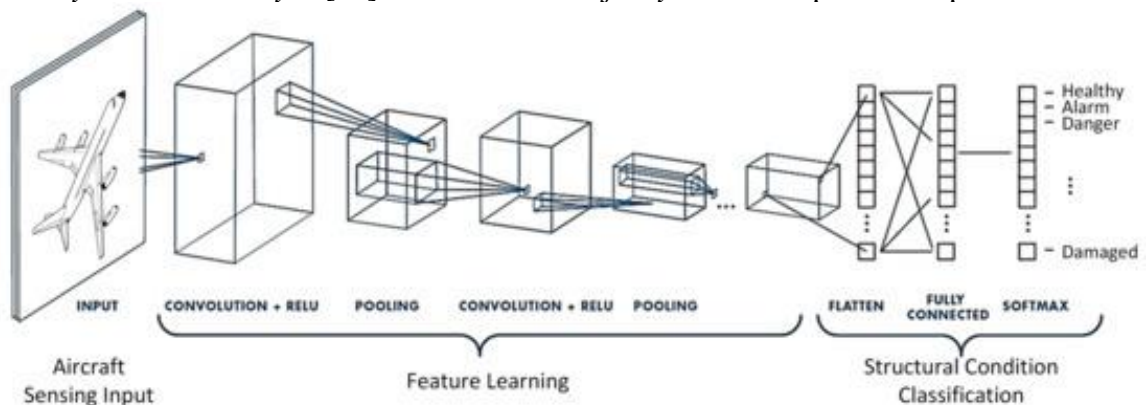 Healthy
Alarm
Danger
Damaged
INPUT CONVOLUTION + RELU POOLING CONVOLUTION + RELU POOLING FLATTEN FULLY CONNECTED SOFTMAX
Aircraft
Sensing Input
Feature Learning
Structural Condition
Classification